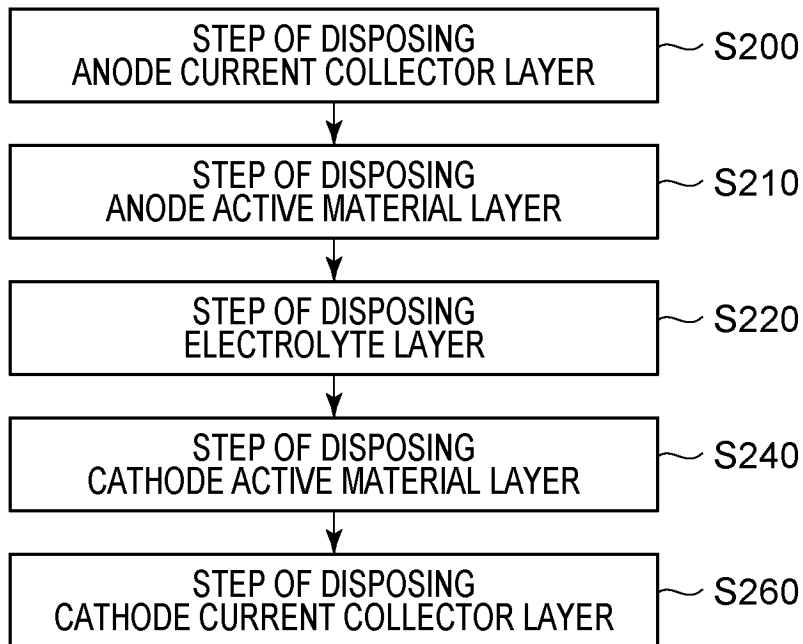 STEP OF DISPOSING
ANODE CURRENT COLLECTOR LAYER
S200
STEP OF DISPOSING
ANODE ACTIVE MATERIAL LAYER
S210
STEP OF DISPOSING
ELECTROLYTE LAYER
S220
STEP OF DISPOSING
CATHODE ACTIVE MATERIAL LAYER
S240
STEP OF DISPOSING
CATHODE CURRENT COLLECTOR LAYER
S260